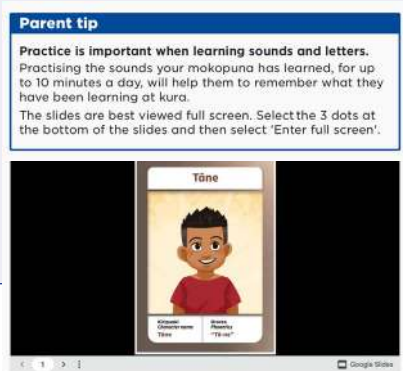 Parent tip
Practice is important when learning sounds and letters.
Practising the sounds your mokopuna has learned, for up
to 10 minutes a day, will help them to remember what they
have been learning at kura.
The slides are best viewed full screen. Select the 3 dots at
the bottom of the slides and then select 'Enter full screen'.
Tāne
Character name
Tāne
1
Google Slides